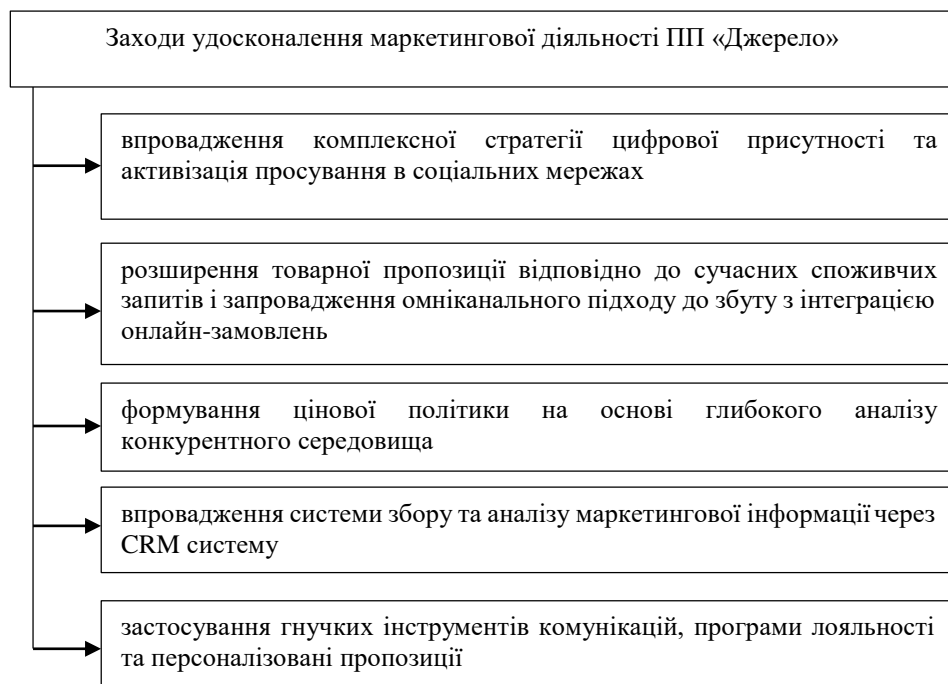 Заходи удосконалення маркетингової діяльності ПП «Джерело»
впровадження комплексної стратегії цифрової присутності та
активізація просування в соціальних мережах
розширення товарної пропозиції відповідно до сучасних споживчих
запитів і запровадження омніканального підходу до збуту з інтеграцією
онлайн-замовлень
формування цінової політики на основі глибокого аналізу
конкурентного середовища
впровадження системи збору та аналізу маркетингової інформації через
CRM систему
застосування гнучких інструментів комунікацій, програми лояльності
та персоналізовані пропозиції